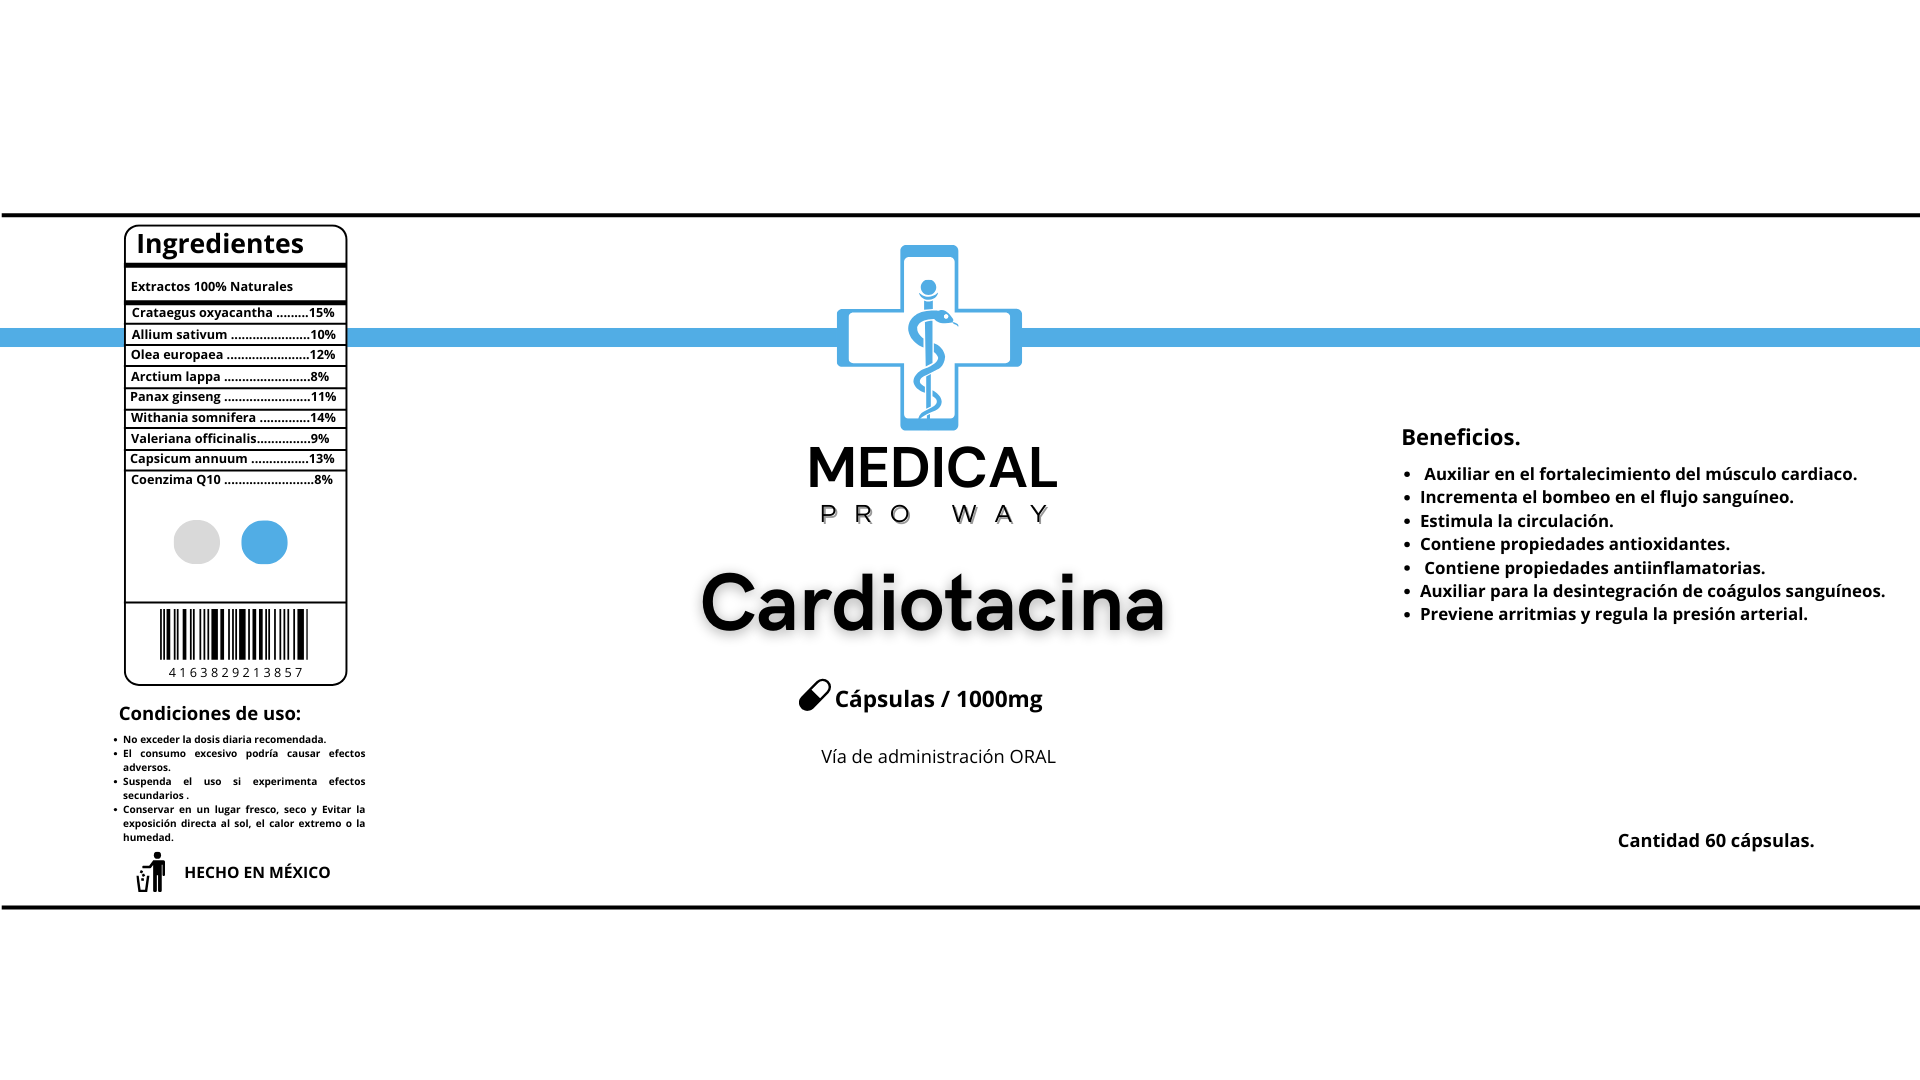 Ingredientes
Extractos 100% Naturales
Crataegus oxyacantha .........15%
Allium sativum ......................10%
Olea europaea .......................12%
Arctium lappa ........................8%
Panax ginseng ........................11%
Withania somnifera ..............14%
Valeriana officinalis...............9%
Capsicum annuum ................13%
Coenzima Q10 .........................8%
4163829213857
Condiciones de uso:
• No exceder la dosis diaria recomendada.
• El consumo excesivo podría causar efectos
adversos.
• Suspenda el uso si experimenta efectos
secundarios .
• Conservar en un lugar fresco, seco y Evitar la
exposición directa al sol, el calor extremo o la
humedad.
HECHO EN MÉXICO
MEDICAL
PRO WAY
Cardiotacina
Cápsulas / 1000mg
Vía de administración ORAL
Beneficios.
• Auxiliar en el fortalecimiento del músculo cardiaco.
• Incrementa el bombeo en el flujo sanguíneo.
• Estimula la circulación.
• Contiene propiedades antioxidantes.
• Contiene propiedades antiinflamatorias.
• Auxiliar para la desintegración de coágulos sanguíneos.
• Previene arritmias y regula la presión arterial.
Cantidad 60 cápsulas.